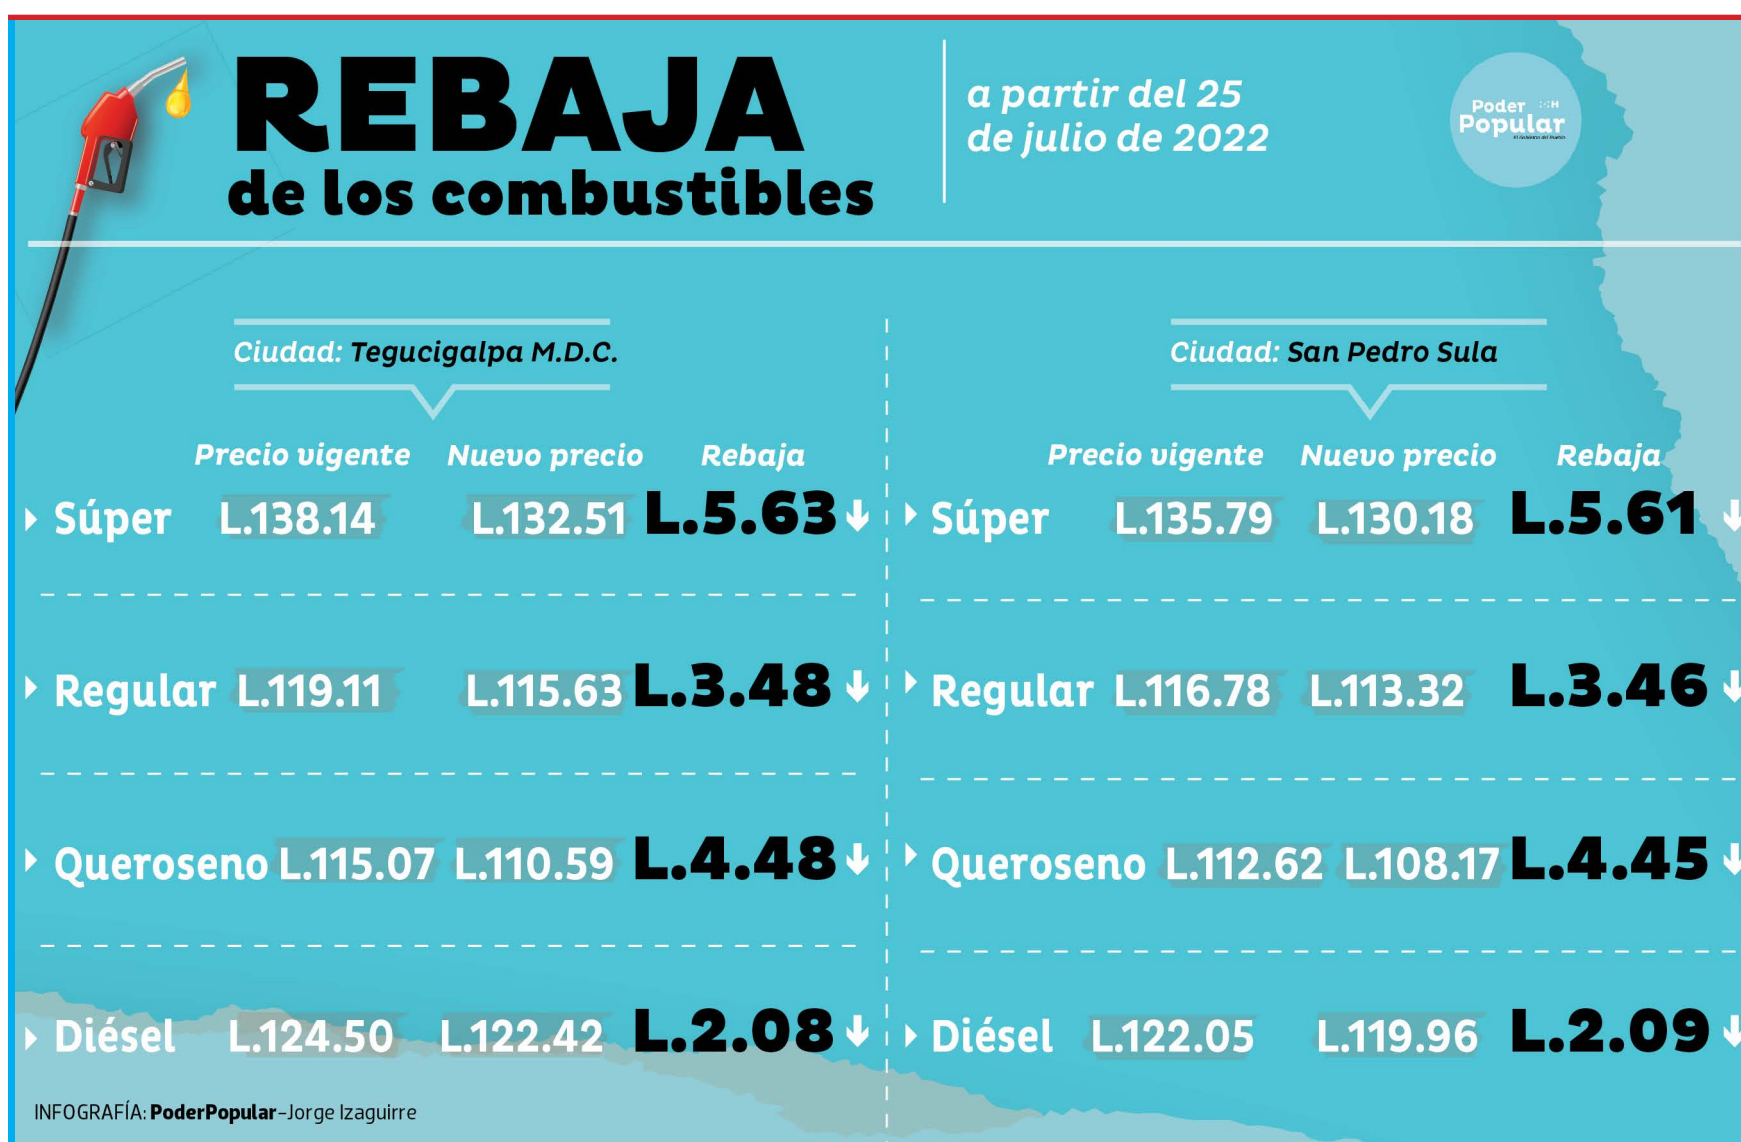 REBAJA
de los combustibles
a partir del 25
de julio de 2022
Poder
Popular
El Gobierno del Pueblo
Ciudad: Tegucigalpa M.D.C.
Precio vigente Nuevo precio Rebaja
Súper L.138.14 L.132.51 L.5.63
Regular L.119.11 L.115.63 L.3.48
Queroseno L.115.07 L.110.59 L.4.48
Diésel L.124.50 L.122.42 L.2.08
Ciudad: San Pedro Sula
Precio vigente Nuevo precio Rebaja
Súper L.135.79 L.130.18 L.5.61
Regular L.116.78 L.113.32 L.3.46
Queroseno L.112.62 L.108.17 L.4.45
Diésel L.122.05 L.119.96 L.2.09
INFOGRAFÍA: PoderPopular-Jorge Izaguirre